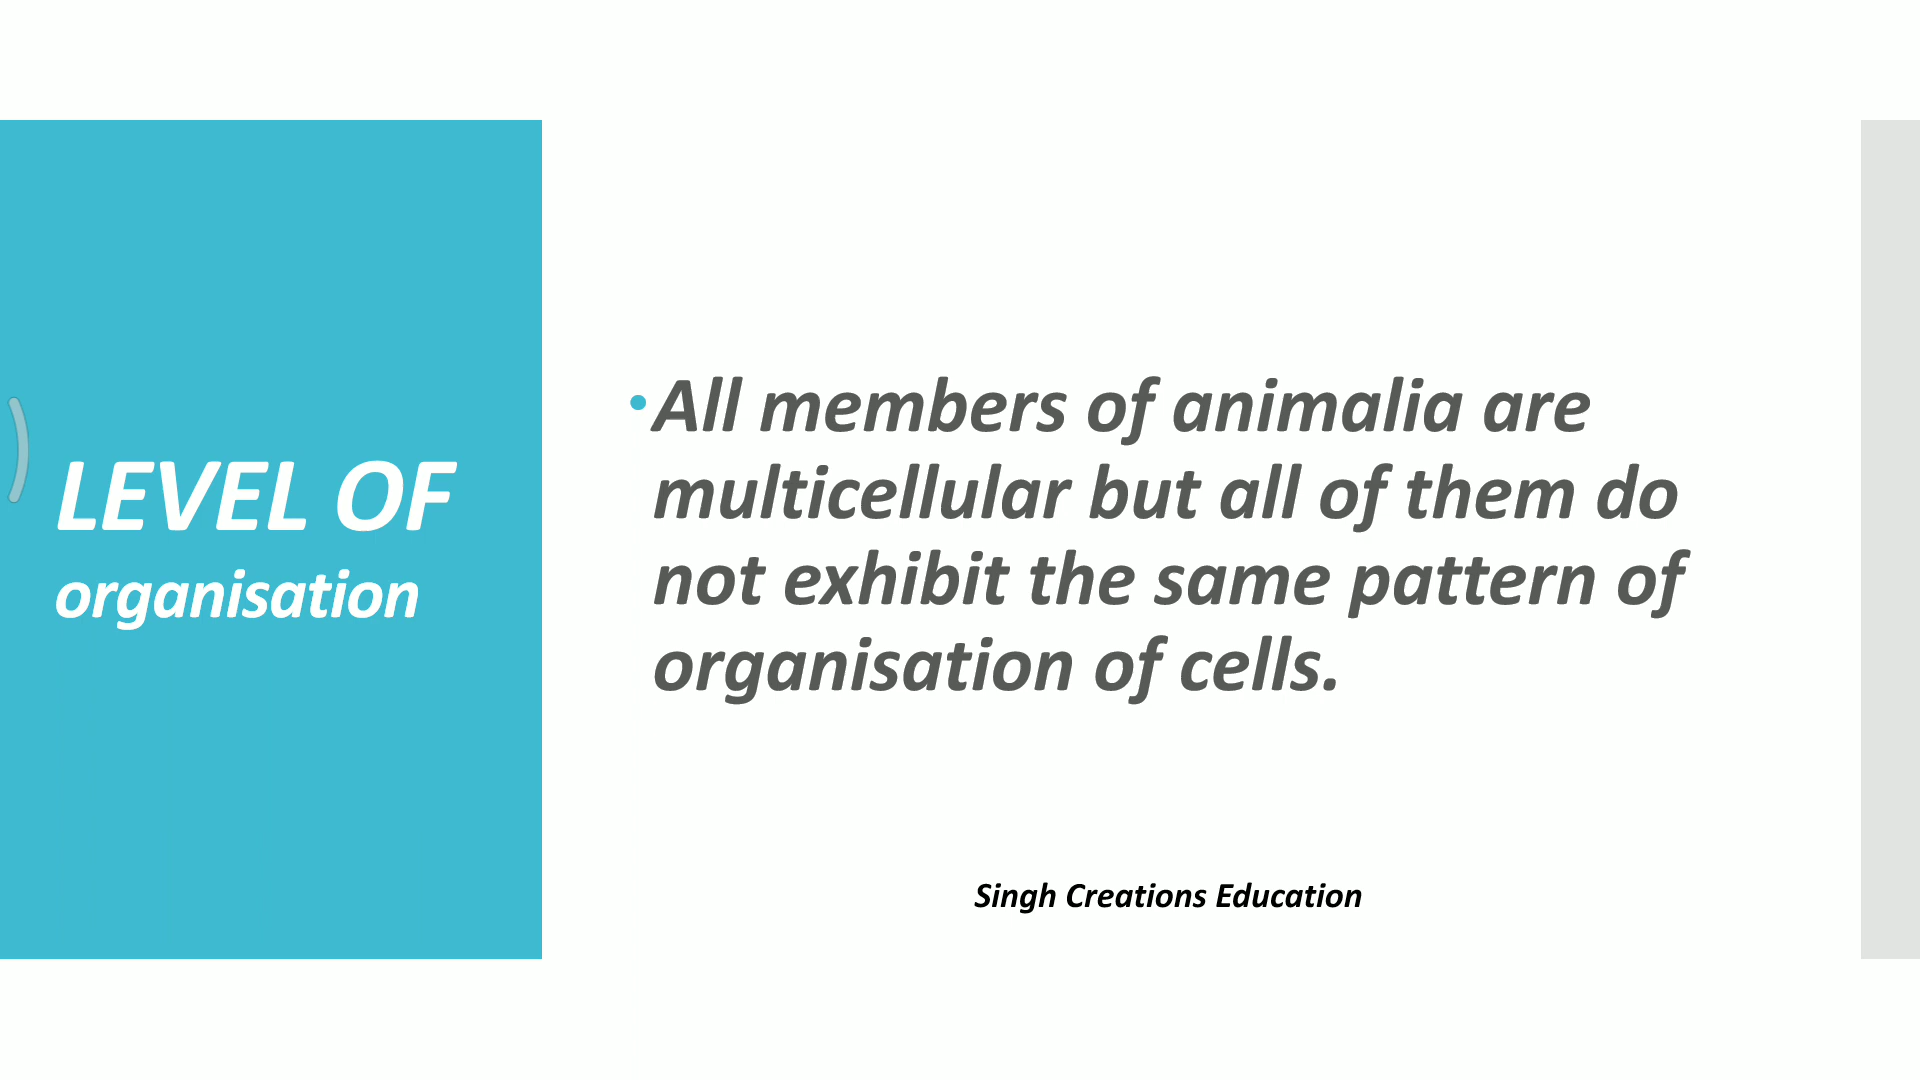 LEVEL OF
organisation
•All members of animalia are
multicellular but all of them do
not exhibit the same pattern of
organisation of cells.
Singh Creations Education